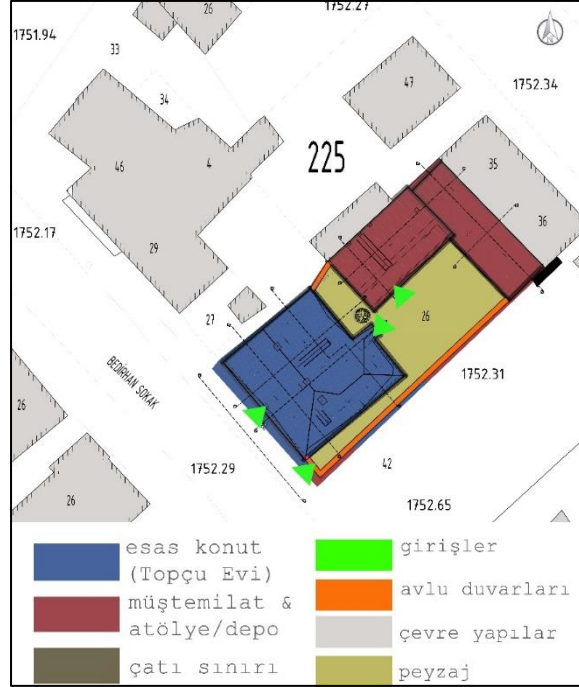 1751.94
26
1752.27
33
34
47
1752.34
46
4
225
35
36
1752.17
29
27
26
1752.31
BEDİRHAN SOKAK
26
1752.29
42
26
1752.65
esas konut
(Topçu Evi)
müştemilat &
atölye/depo
çatı sınırı
girişler
avlu duvarları
çevre yapılar
peyzaj